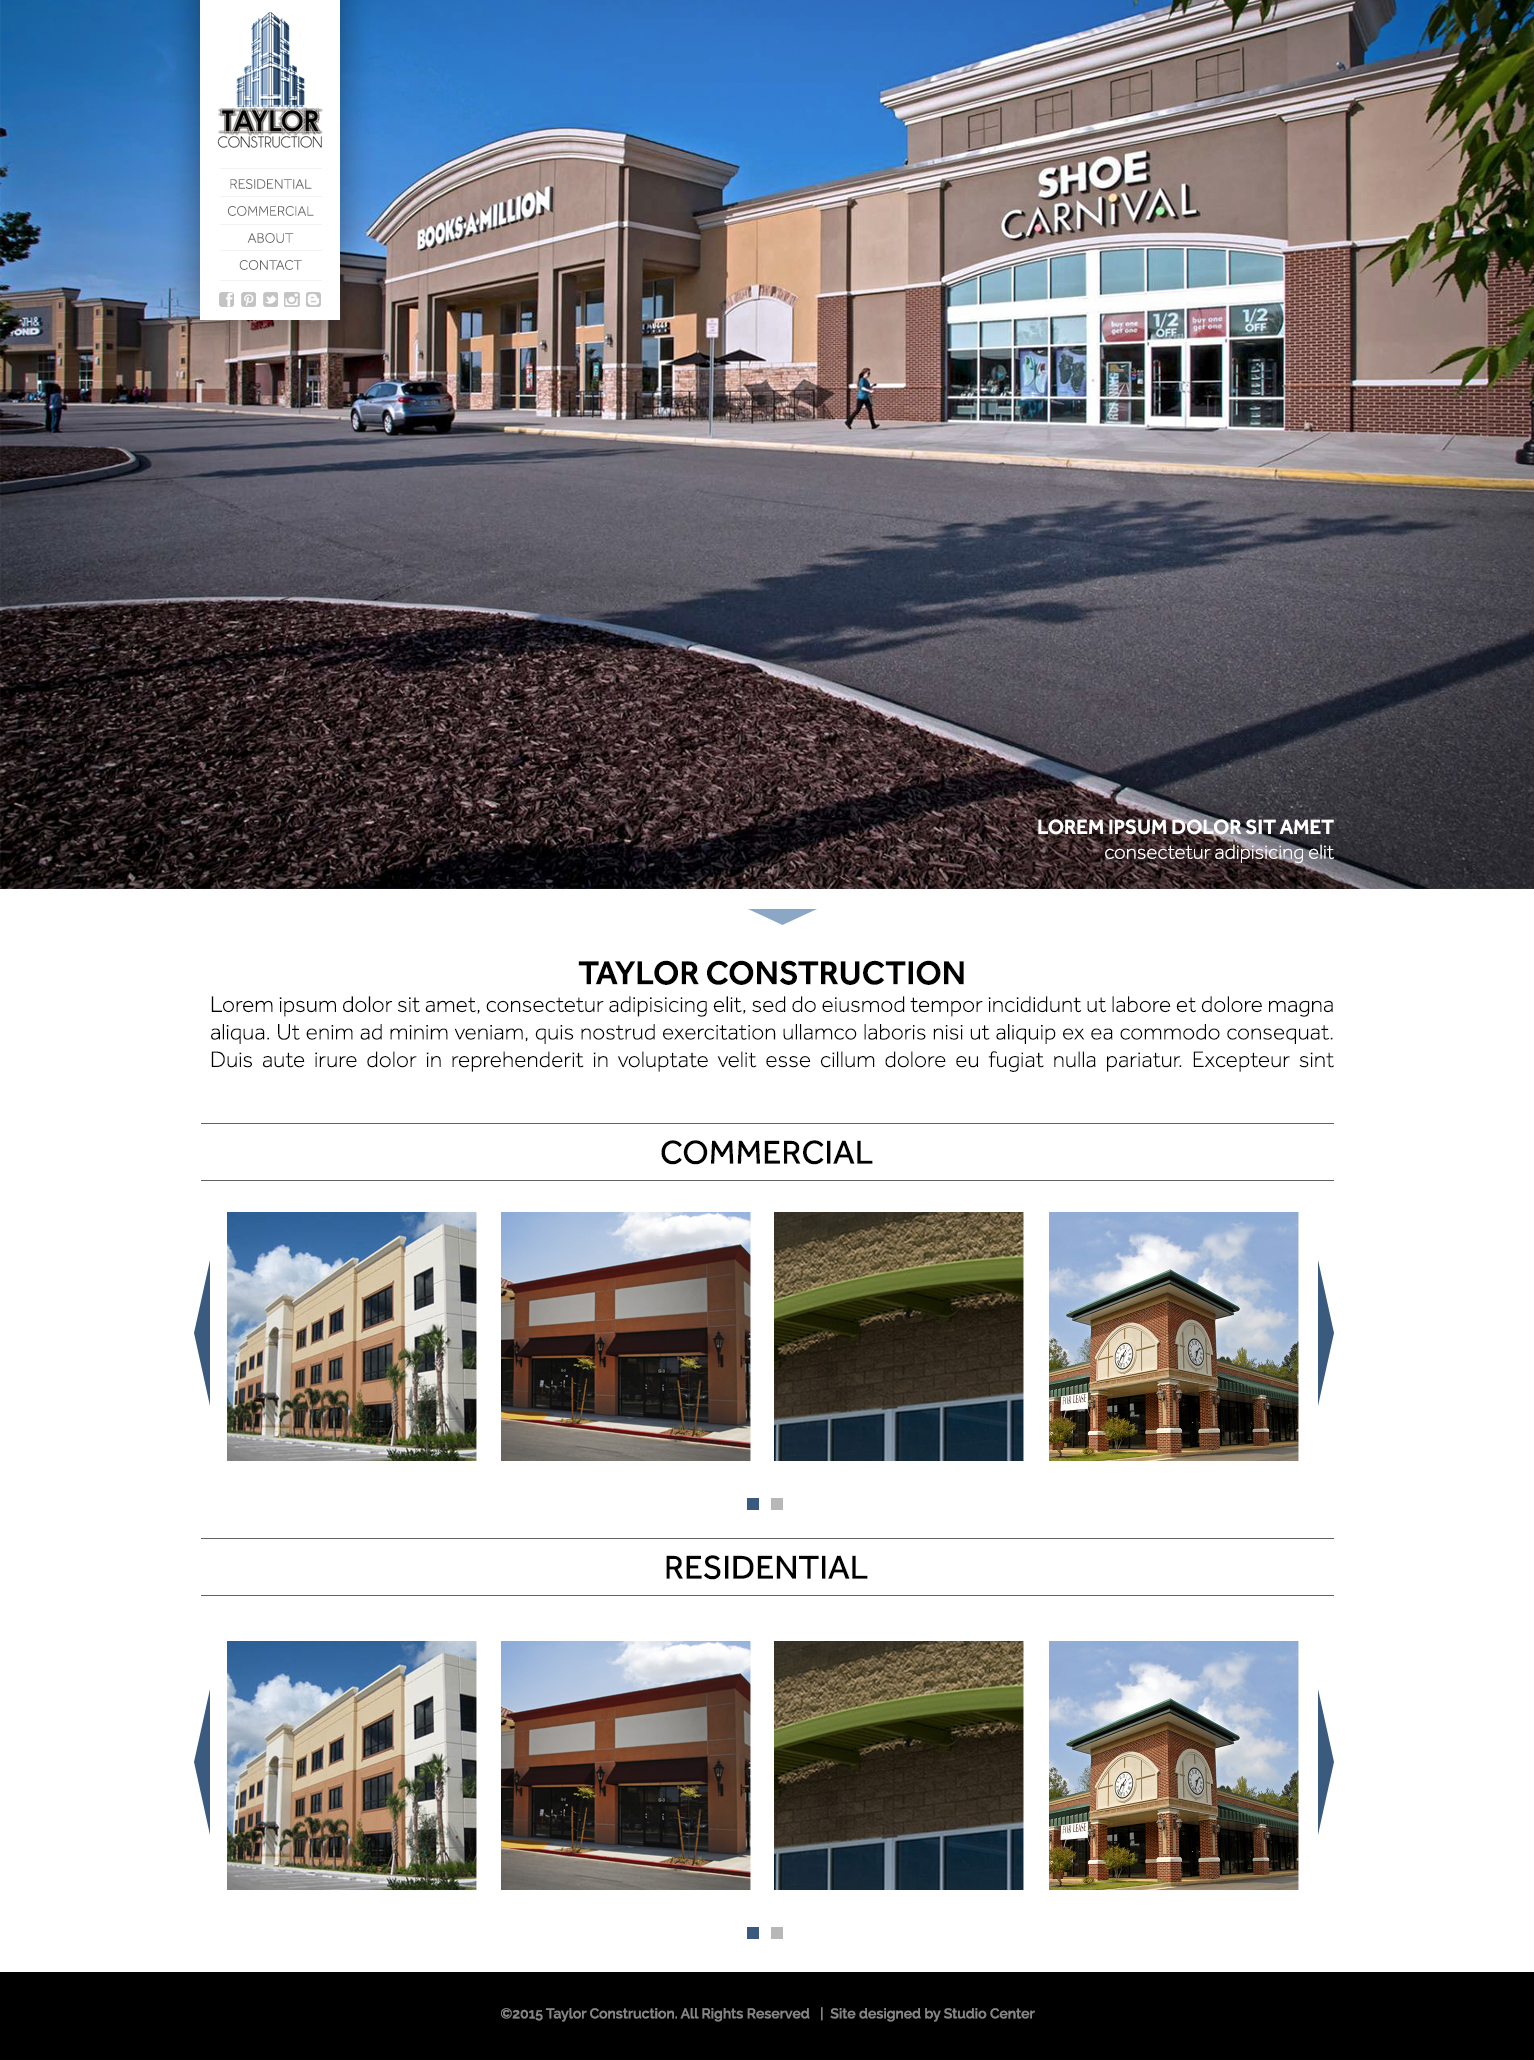 TAYLOR
CONSTRUCTION
RESIDENTIAL
COMMERCIAL
ABOUT
CONTACT
BOOKS·A·MILLION
SHOE
CARNiVAL
buy one
get one
1/2
OFF
buy one
get one
1/2
OFF
LOREM IPSUM DOLOR SIT AMET
consectetur adipisicing elit
TAYLOR CONSTRUCTION
Lorem ipsum dolor sit amet, consectetur adipisicing elit, sed do eiusmod tempor incididunt ut labore et dolore magna
aliqua. Ut enim ad minim veniam, quis nostrud exercitation ullamco laboris nisi ut aliquip ex ea commodo consequat.
Duis aute irure dolor in reprehenderit in voluptate velit esse cillum dolore eu fugiat nulla pariatur. Excepteur sint
COMMERCIAL
FOR LEASE
RESIDENTIAL
FOR LEASE
©2015 Taylor Construction. All Rights Reserved | Site designed by Studio Center